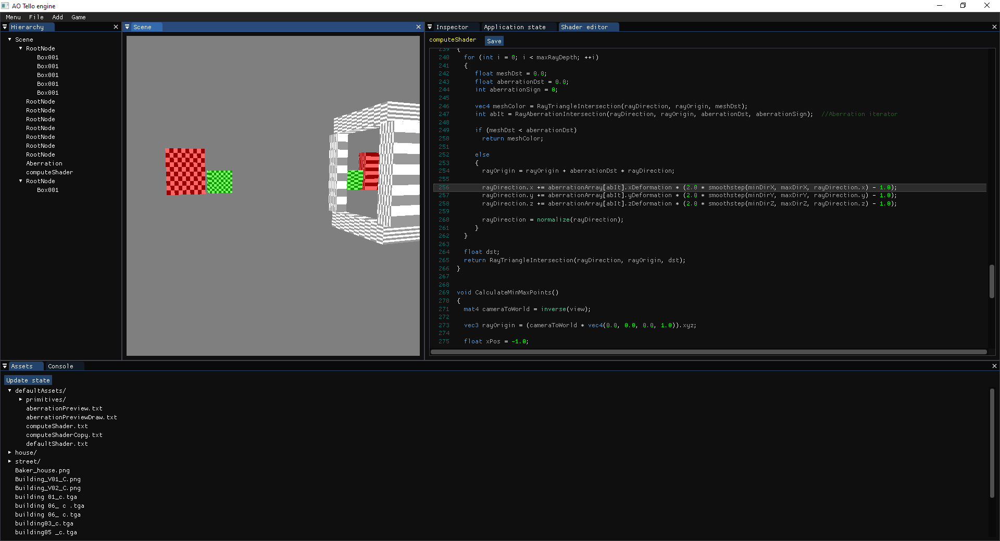 AO Tello engine
Menu File Add Game
Hierarchy
Scene
RootNode
Box001
Box001
Box001
Box001
Box001
RootNode
RootNode
RootNode
RootNode
RootNode
RootNode
RootNode
Aberration
computeShader
RootNode
Box001
Scene
Inspector Application state Shader editor
computeShader Save
239 {
240 for (int i = 0; i < maxRayDepth; ++i)
241 {
242 float meshDst = 0.0;
243 float aberrationDst = 0.0;
244 int aberrationSign = 0;
245
246 vec4 meshColor = RayTriangleIntersection(rayDirection, rayOrigin, meshDst);
247 int abIt = RayAberrationIntersection(rayDirection, rayOrigin, aberrationDst, aberrationSign); //Aberration iterator
248
249 if (meshDst < aberrationDst)
250 return meshColor;
251
252 else
253 {
254 rayOrigin = rayOrigin + aberrationDst * rayDirection;
255
256 rayDirection.x += aberrationArray[abIt].xDeformation * (2.0 * smoothstep(minDirX, maxDirX, rayDirection.x) - 1.0);
257 rayDirection.y += aberrationArray[abIt].yDeformation * (2.0 * smoothstep(minDirY, maxDirY, rayDirection.y) - 1.0);
258 rayDirection.z += aberrationArray[abIt].zDeformation * (2.0 * smoothstep(minDirZ, maxDirZ, rayDirection.z) - 1.0);
259
260 rayDirection = normalize(rayDirection);
261 }
262 }
263
264 float dst;
265 return RayTriangleIntersection(rayDirection, rayOrigin, dst);
266 }
267
268
269 void CalculateMinMaxPoints()
270 {
271 mat4 cameraToWorld = inverse(view);
272
273 vec3 rayOrigin = (cameraToWorld * vec4(0.0, 0.0, 0.0, 1.0)).xyz;
274
275 float xPos = -1.0;
Assets Console
Update state
defaultAssets/
primitives/
aberrationPreview.txt
aberrationPreviewDraw.txt
computeShader.txt
computeShaderCopy.txt
defaultShader.txt
house/
street/
Baker_house.png
Building_V01_C.png
Building_V02_C.png
building 01_c.tga
building 06_ c .tga
building 06_ c.tga
building03_c.tga
building05 _c.tga